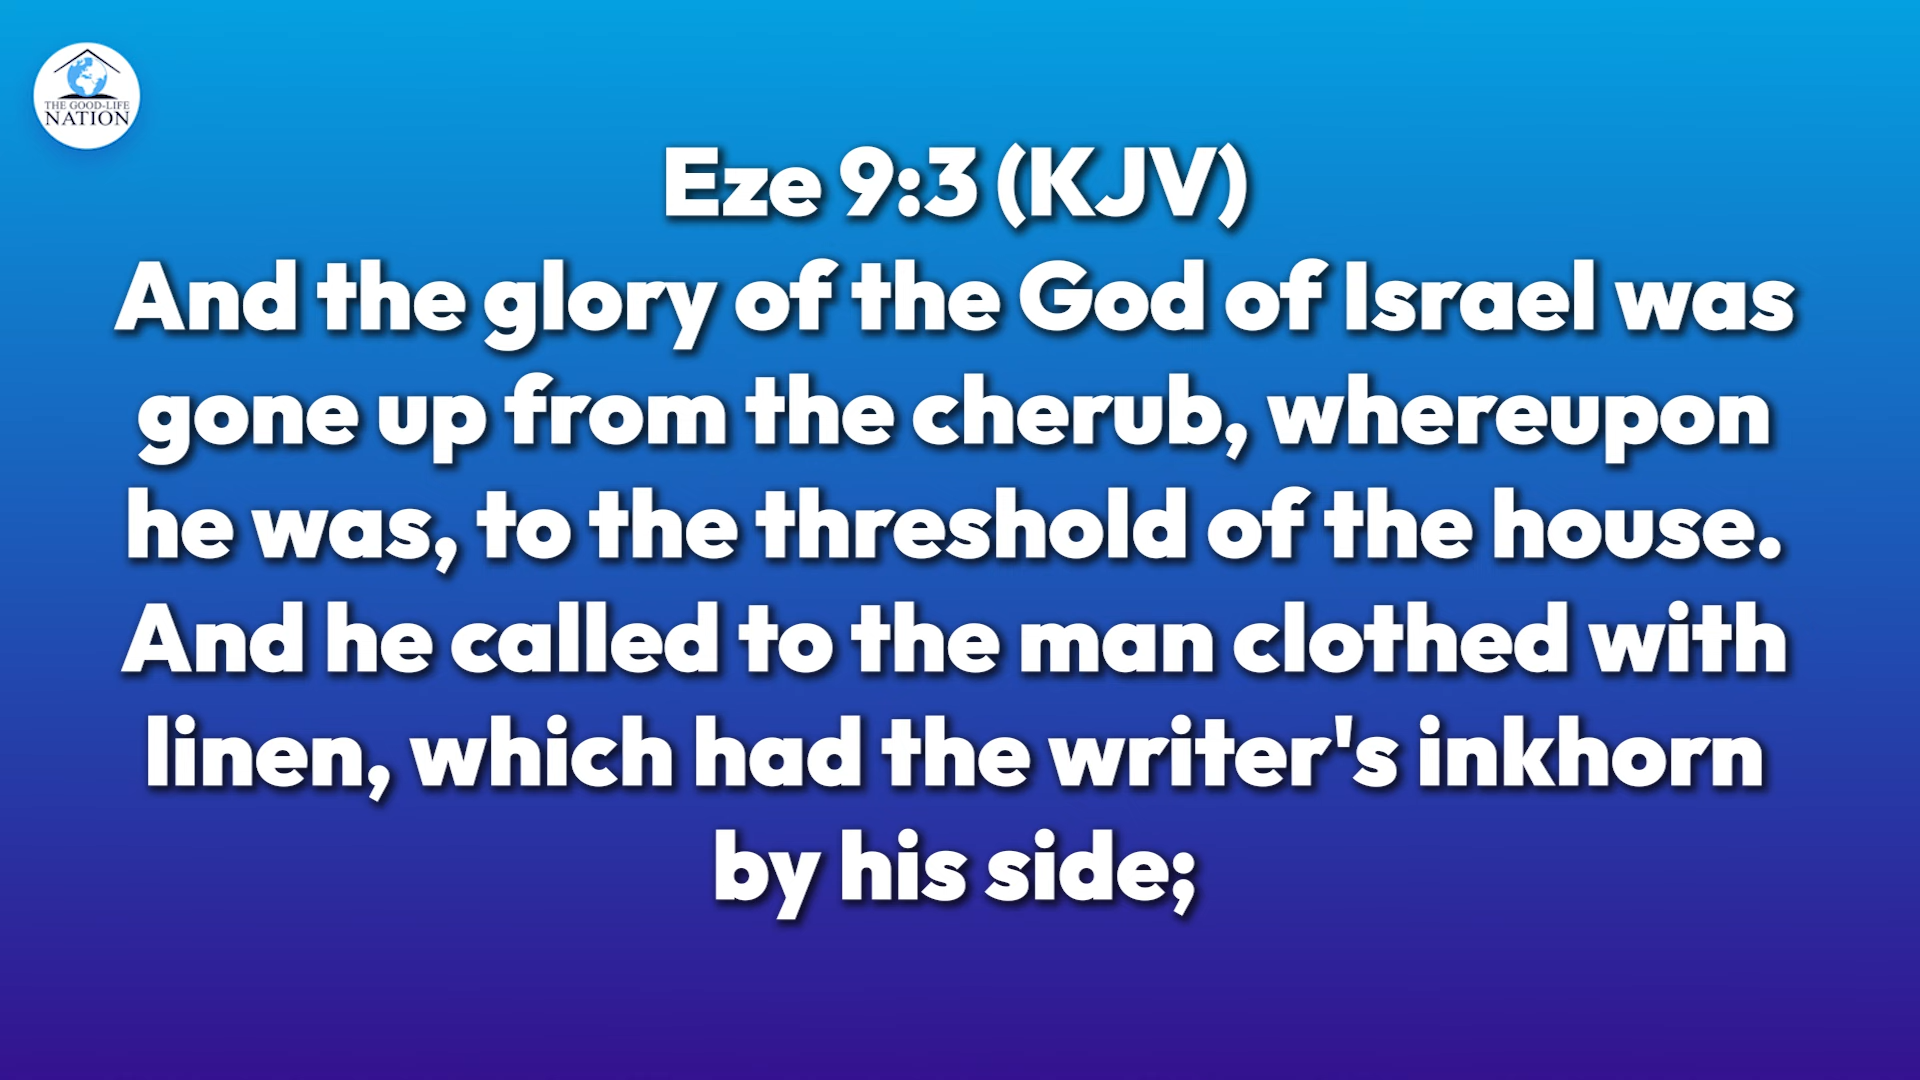 THE GOOD-LIFE
NATION
Eze 9:3 (KJV)
And the glory of the God of Israel was
gone up from the cherub, whereupon
he was, to the threshold of the house.
And he called to the man clothed with
linen, which had the writer's inkhorn
by his side;